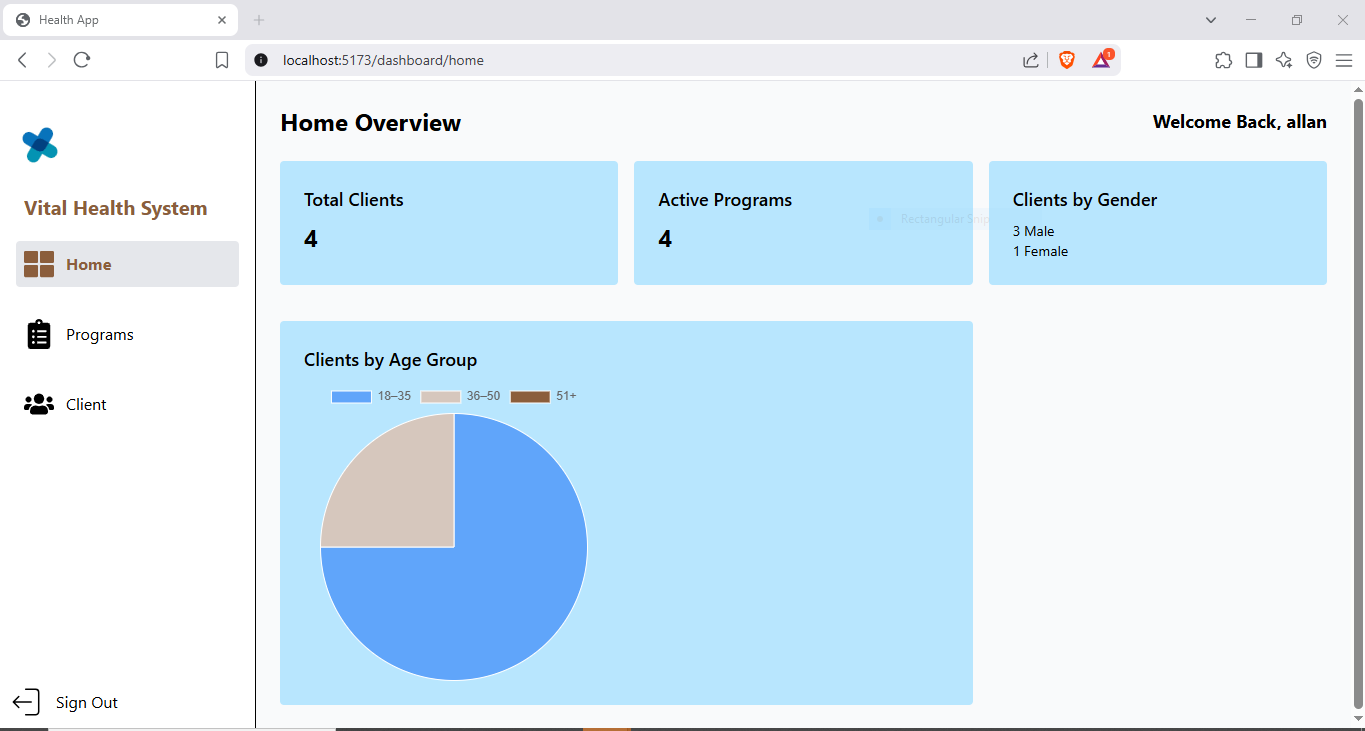 Health App
localhost:5173/dashboard/home
1
Vital Health System
Home
Programs
Client
Sign Out
Home Overview
Welcome Back, allan
Total Clients
4
Active Programs
4
Rectangular Snip
Clients by Gender
3 Male
1 Female
Clients by Age Group
18–35 36–50 51+